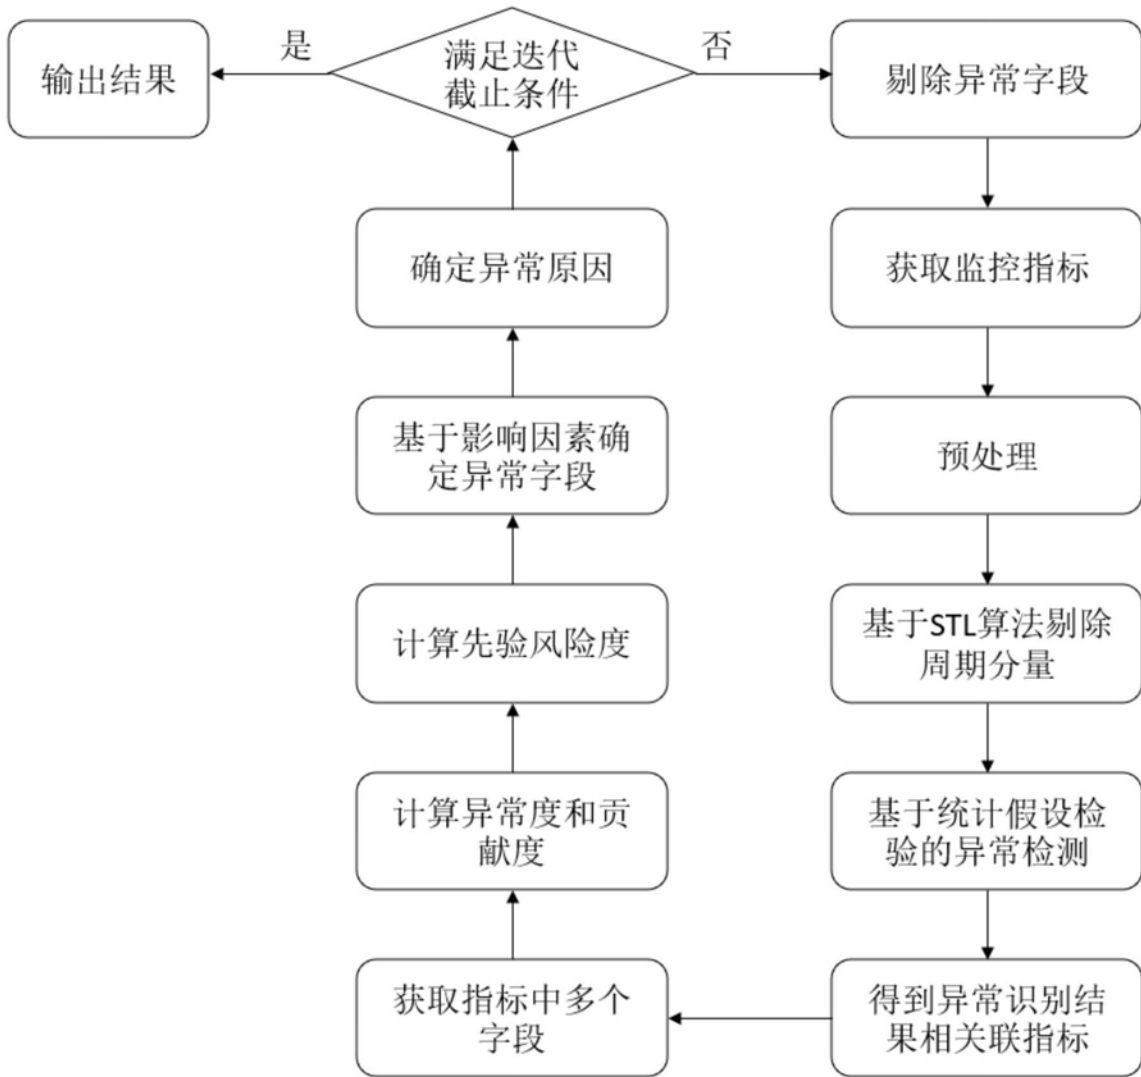 输出结果
是
满足迭代
截止条件
否
剔除异常字段
确定异常原因
获取监控指标
基于影响因素确
定异常字段
预处理
计算先验风险度
基于STL算法剔除
周期分量
计算异常度和贡
献度
基于统计假设检
验的异常检测
获取指标中多个
字段
得到异常识别结
果相关联指标